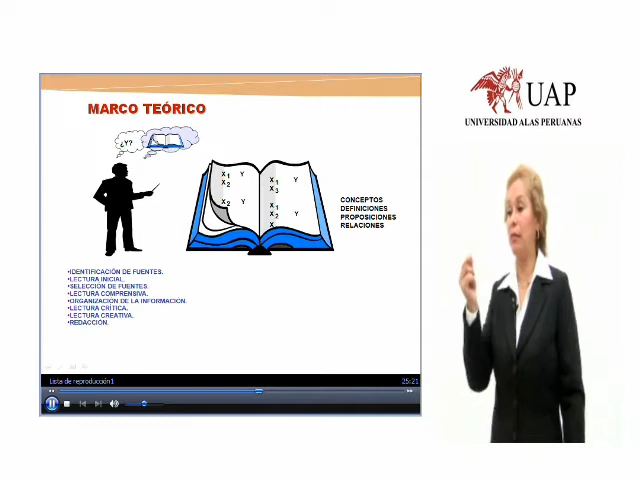 MARCO TEÓRICO
¿Y?
X1 Y
X2
X2 Y
X1 Y
X3
X1
X2 Y
X
CONCEPTOS
DEFINICIONES
PROPOSICIONES
RELACIONES
•IDENTIFICACIÓN DE FUENTES.
•LECTURA INICIAL.
•SELECCIÓN DE FUENTES.
•LECTURA COMPRENSIVA.
•ORGANIZACIÓN DE LA INFORMACIÓN.
•LECTURA CRÍTICA.
•LECTURA CREATIVA.
•REDACCIÓN.
Lista de reproducción1
25:21
UAP
UNIVERSIDAD ALAS PERUANAS